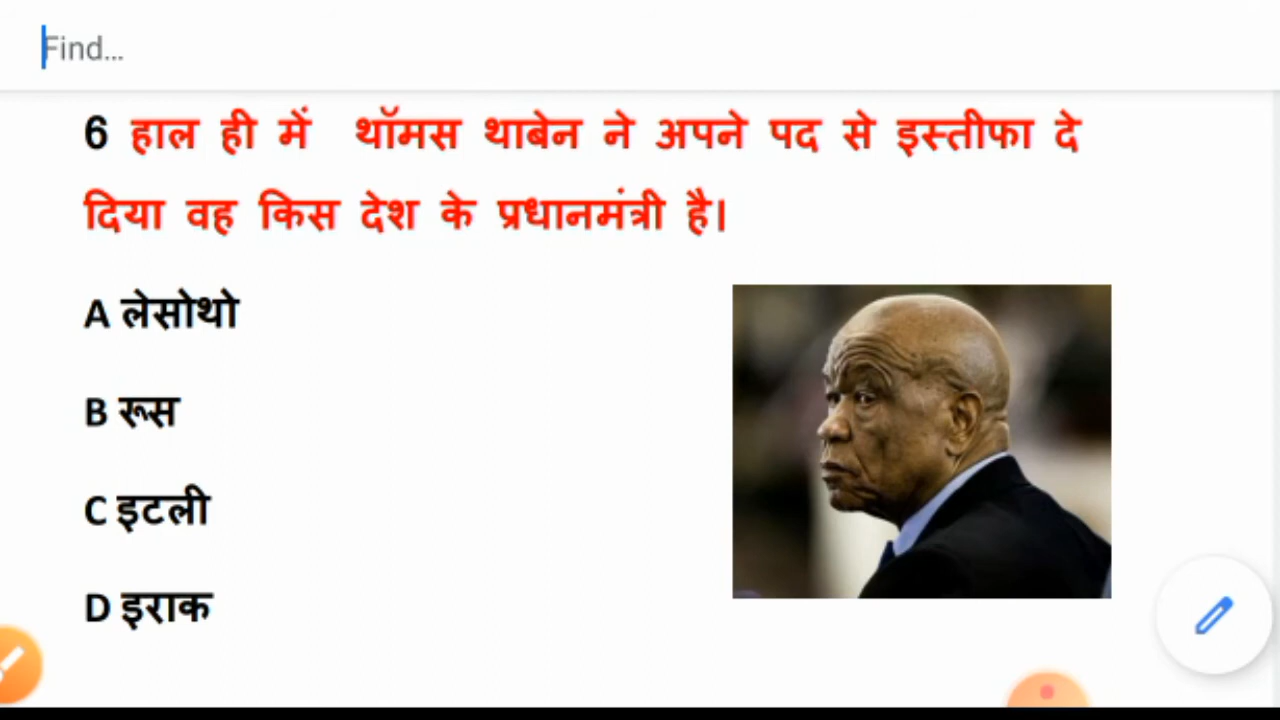 Find...
6 हाल ही में थॉमस थाबेन ने अपने पद से इस्तीफा दे
दिया वह किस देश के प्रधानमंत्री है।
A लेसोथो
B रूस
C इटली
D इराक